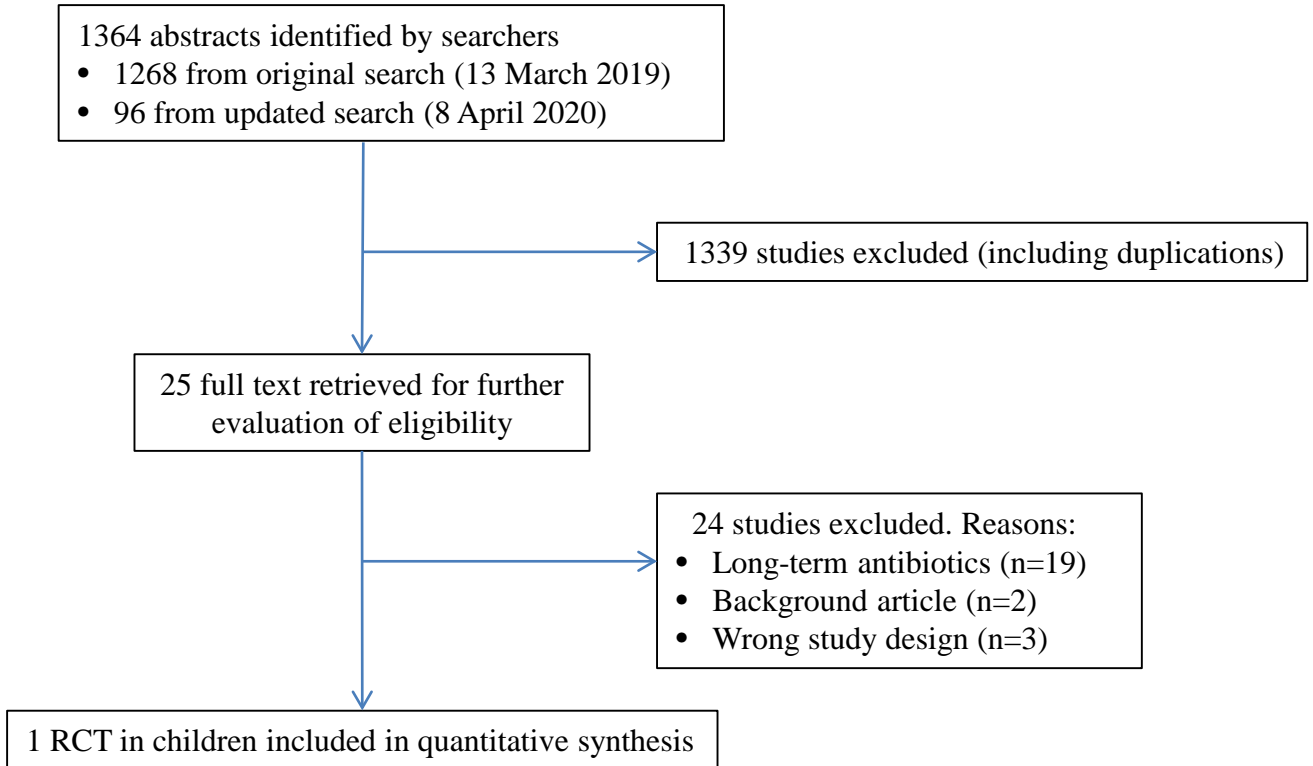 1364 abstracts identified by searchers
• 1268 from original search (13 March 2019)
• 96 from updated search (8 April 2020)
1339 studies excluded (including duplications)
25 full text retrieved for further
evaluation of eligibility
24 studies excluded. Reasons:
• Long-term antibiotics (n=19)
• Background article (n=2)
• Wrong study design (n=3)
1 RCT in children included in quantitative synthesis